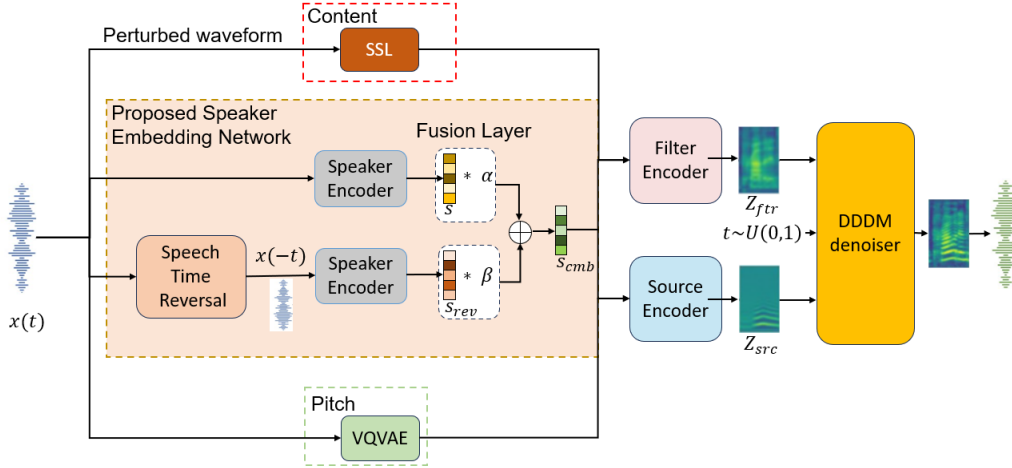 Content
Perturbed waveform
SSL
Proposed Speaker
Embedding Network
Fusion Layer
Speaker
Encoder
* α
s
Speech
Time
Reversal
x(−t)
Speaker
Encoder
* β
s_rev
s_cmb
x(t)
Pitch
VQVAE
Filter
Encoder
Z_ftr
t~U(0,1)
Source
Encoder
Z_src
DDDM
denoiser